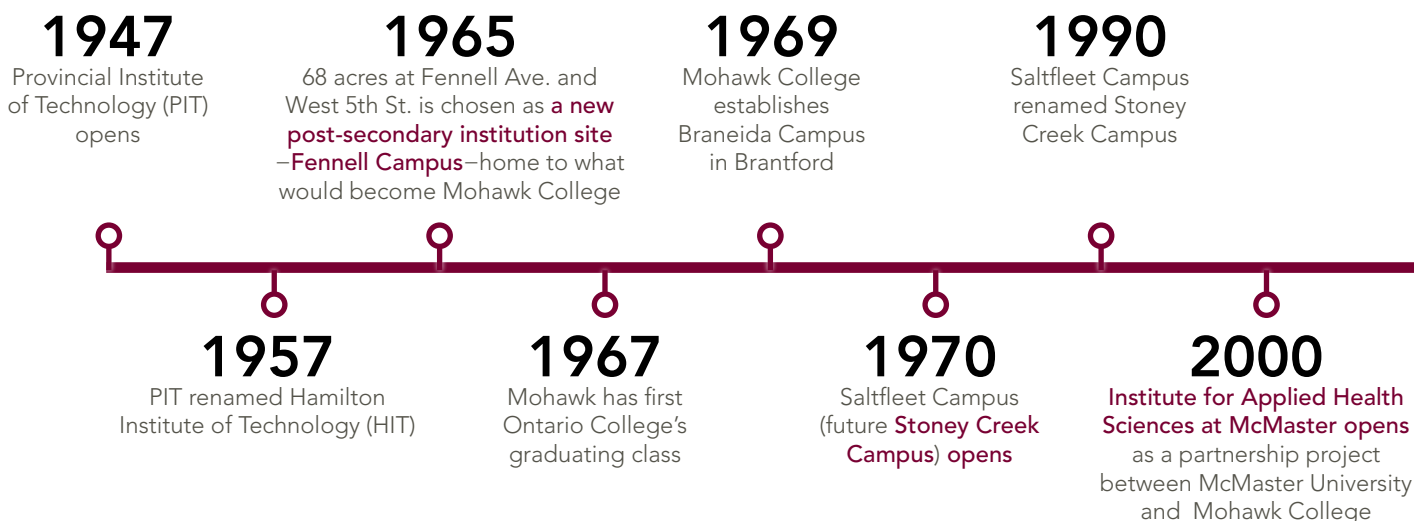 1947
Provincial Institute
of Technology (PIT)
opens
1965
68 acres at Fennell Ave. and
West 5th St. is chosen as a new
post-secondary institution site
–Fennell Campus–home to what
would become Mohawk College
1969
Mohawk College
establishes
Braneida Campus
in Brantford
1990
Saltfleet Campus
renamed Stoney
Creek Campus
1957
PIT renamed Hamilton
Institute of Technology (HIT)
1967
Mohawk has first
Ontario College's
graduating class
1970
Saltfleet Campus
(future Stoney Creek
Campus) opens
2000
Institute for Applied Health
Sciences at McMaster opens
as a partnership project
between McMaster University
and Mohawk College